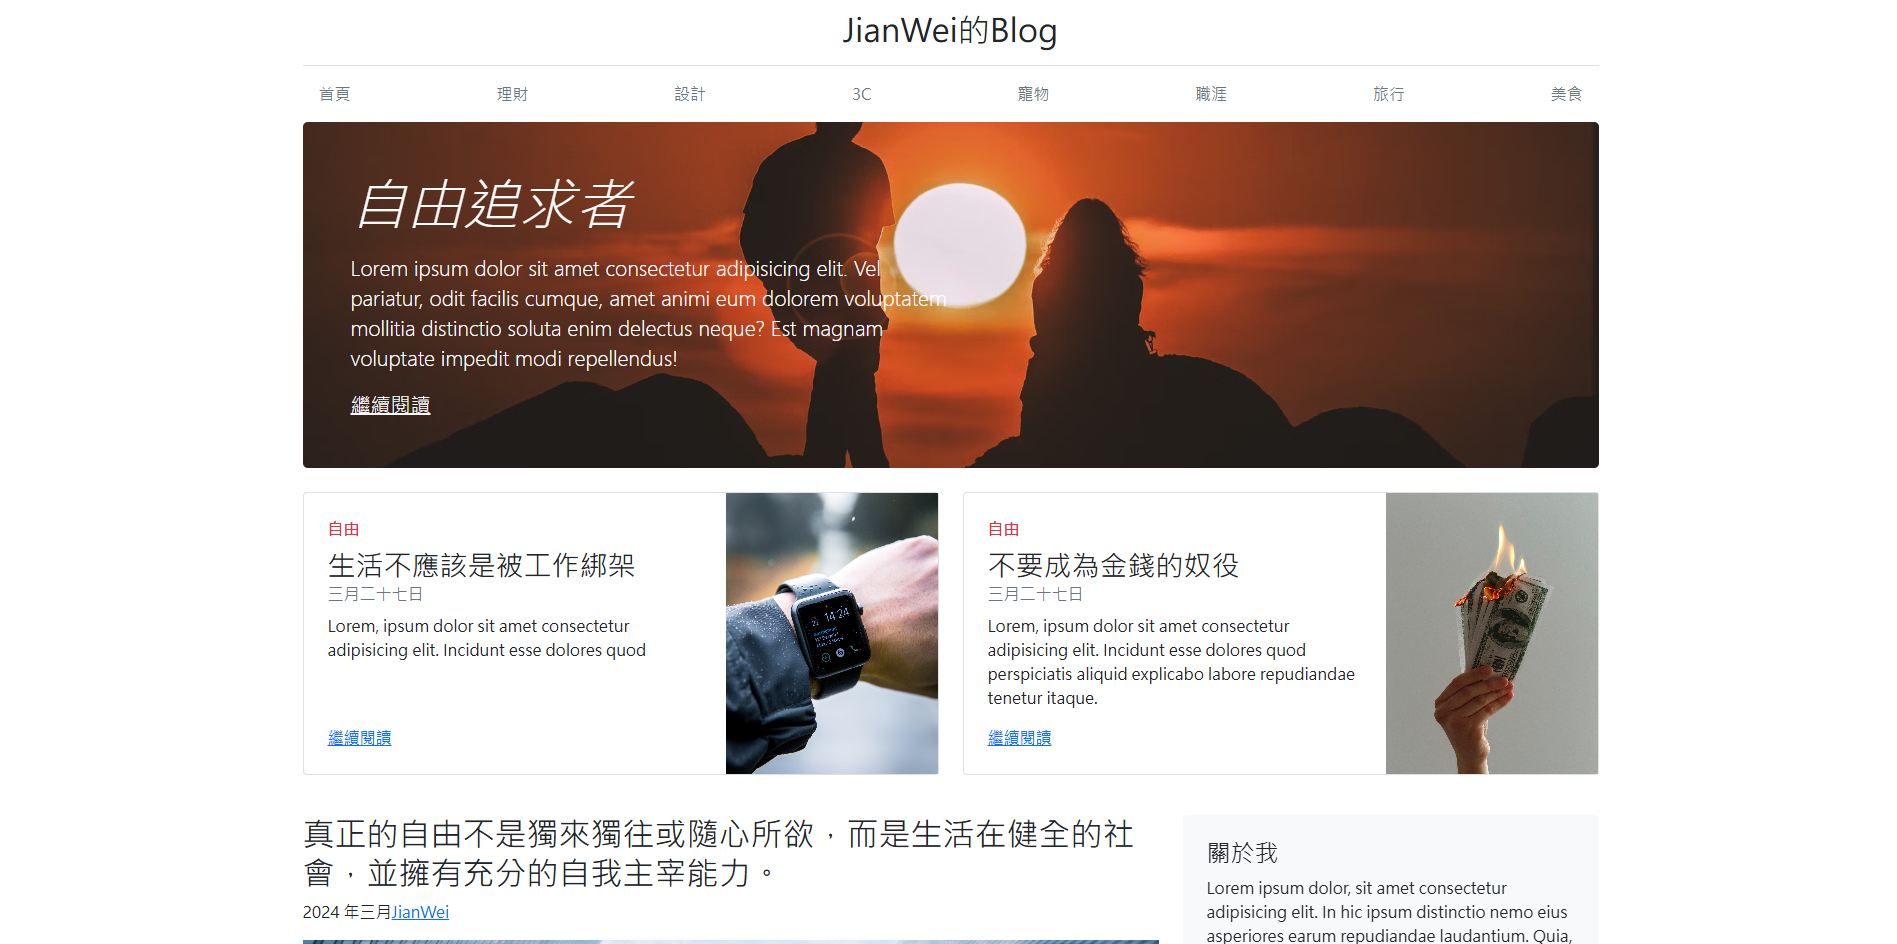 JianWei的Blog
首頁 理財 設計 3C 寵物 職涯 旅行 美食
自由追求者
Lorem ipsum dolor sit amet consectetur adipisicing elit. Vel
pariatur, odit facilis cumque, amet animi eum dolorem voluptatem
mollitia distinctio soluta enim delectus neque? Est magnam
voluptate impedit modi repellendus!
繼續閱讀
自由
生活不應該是被工作綁架
三月二十七日
Lorem, ipsum dolor sit amet consectetur
adipisicing elit. Incidunt esse dolores quod
繼續閱讀
14:24
自由
不要成為金錢的奴役
三月二十七日
Lorem, ipsum dolor sit amet consectetur
adipisicing elit. Incidunt esse dolores quod
perspiciatis aliquid explicabo labore repudiandae
tenetur itaque.
繼續閱讀
真正的自由不是獨來獨往或隨心所欲，而是生活在健全的社
會，並擁有充分的自我主宰能力。
2024 年三月JianWei
關於我
Lorem ipsum dolor, sit amet consectetur
adipisicing elit. In hic ipsum distinctio nemo eius
asperiores earum repudiandae laudantium. Quia,